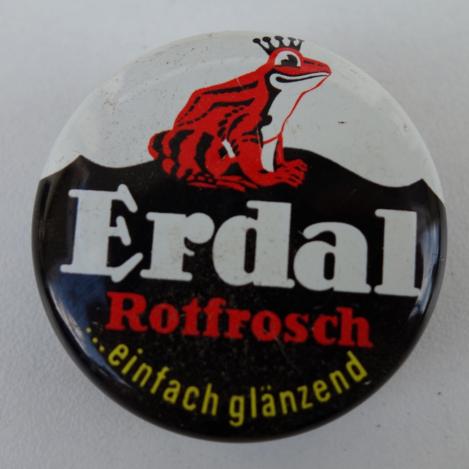 Erdal
Rotfrosch
...einfach glänzend